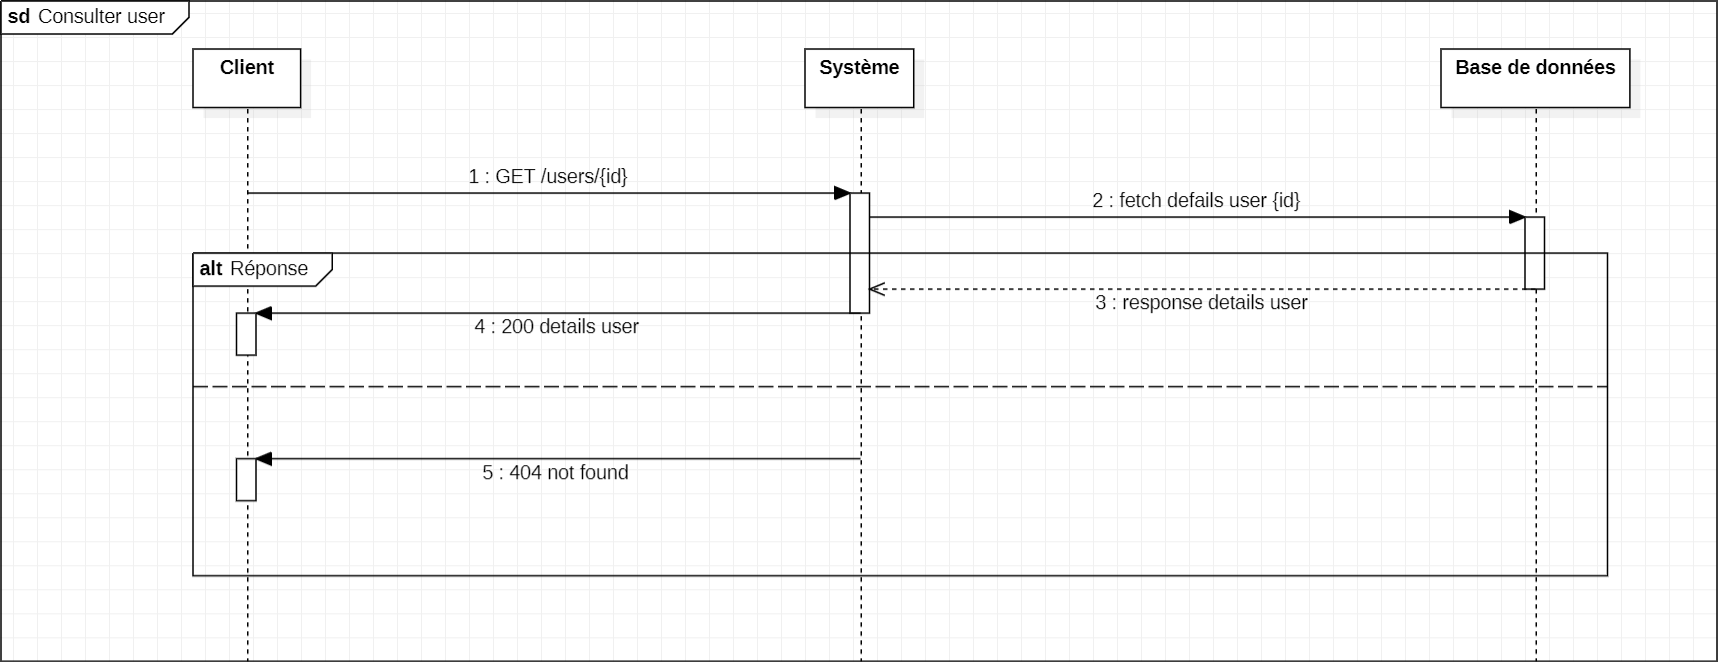 sd Consulter user
Client
Système
Base de données
1 : GET /users/{id}
2 : fetch defails user {id}
alt Réponse
3 : response details user
4 : 200 details user
5 : 404 not found